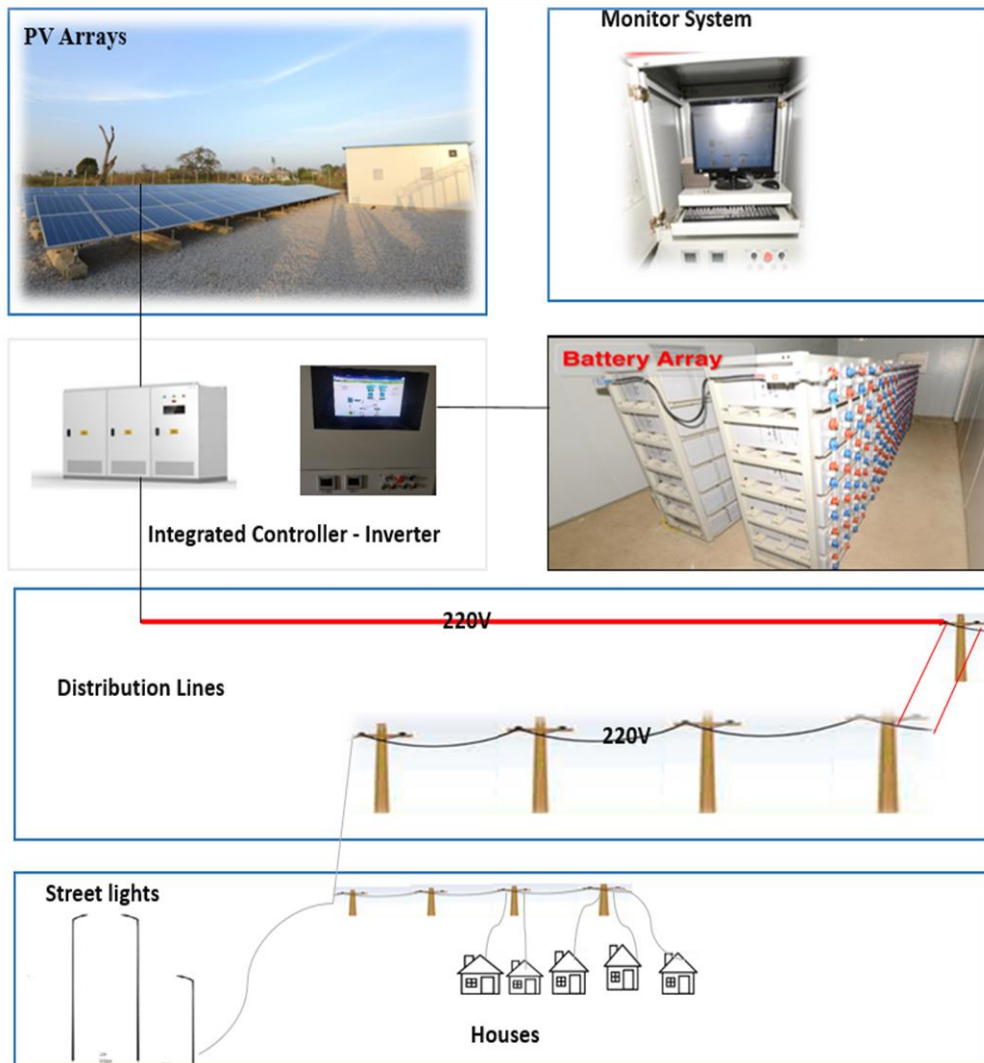 PV Arrays
Monitor System
Battery Array
Integrated Controller - Inverter
220V
Distribution Lines
220V
Street lights
Houses